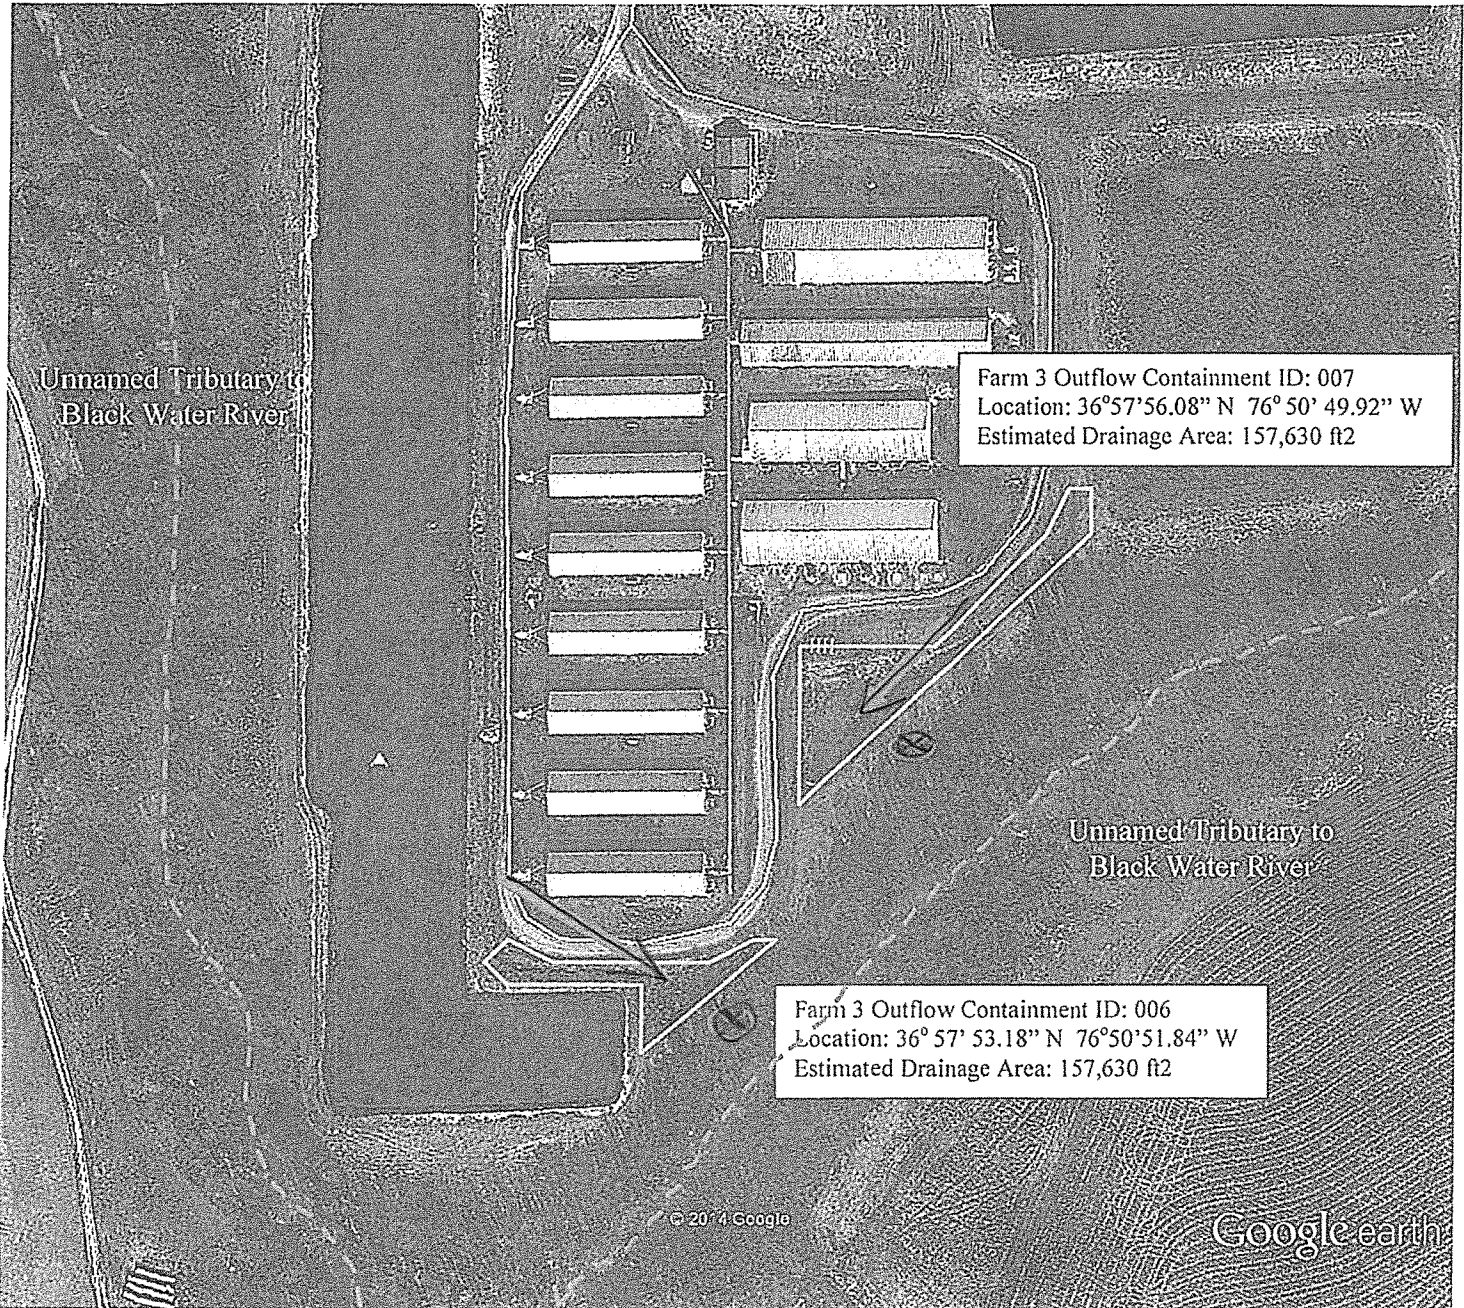 Unnamed Tributary to
Black Water River
Farm 3 Outflow Containment ID: 007
Location: 36°57'56.08" N 76° 50' 49.92" W
Estimated Drainage Area: 157,630 ft2
Unnamed Tributary to
Black Water River
Farm 3 Outflow Containment ID: 006
Location: 36° 57' 53.18" N 76°50'51.84" W
Estimated Drainage Area: 157,630 ft2
© 2014 Google
Google earth